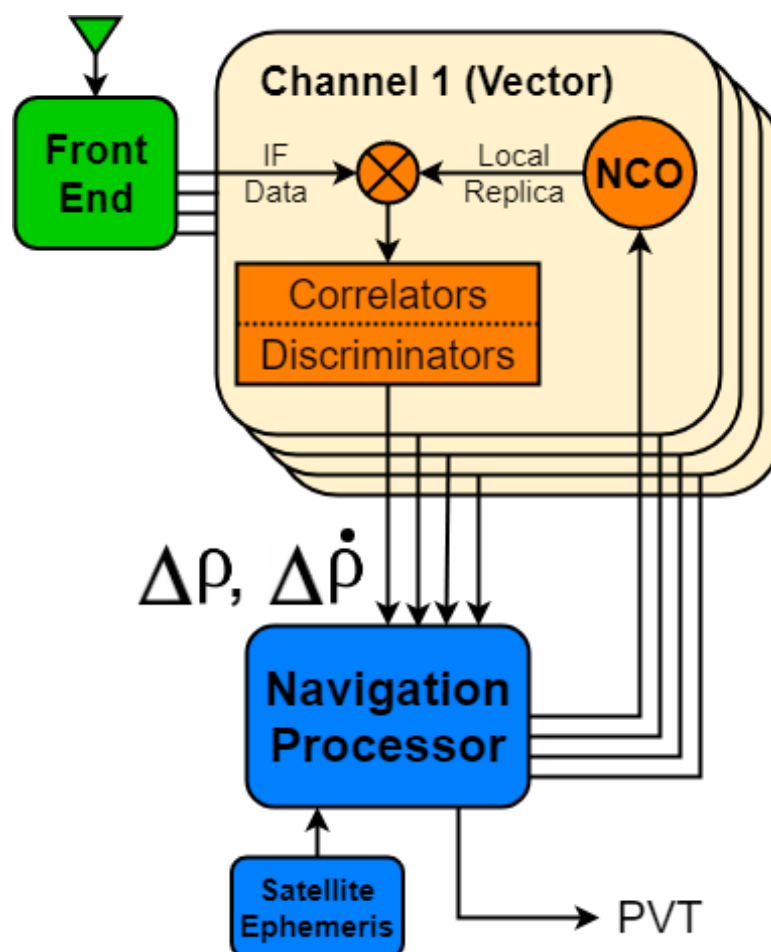 Channel 1 (Vector)
Front
End
IF
Data
Local
Replica
NCO
Correlators
Discriminators
Δρ, Δρ̇
Navigation
Processor
Satellite
Ephemeris
PVT